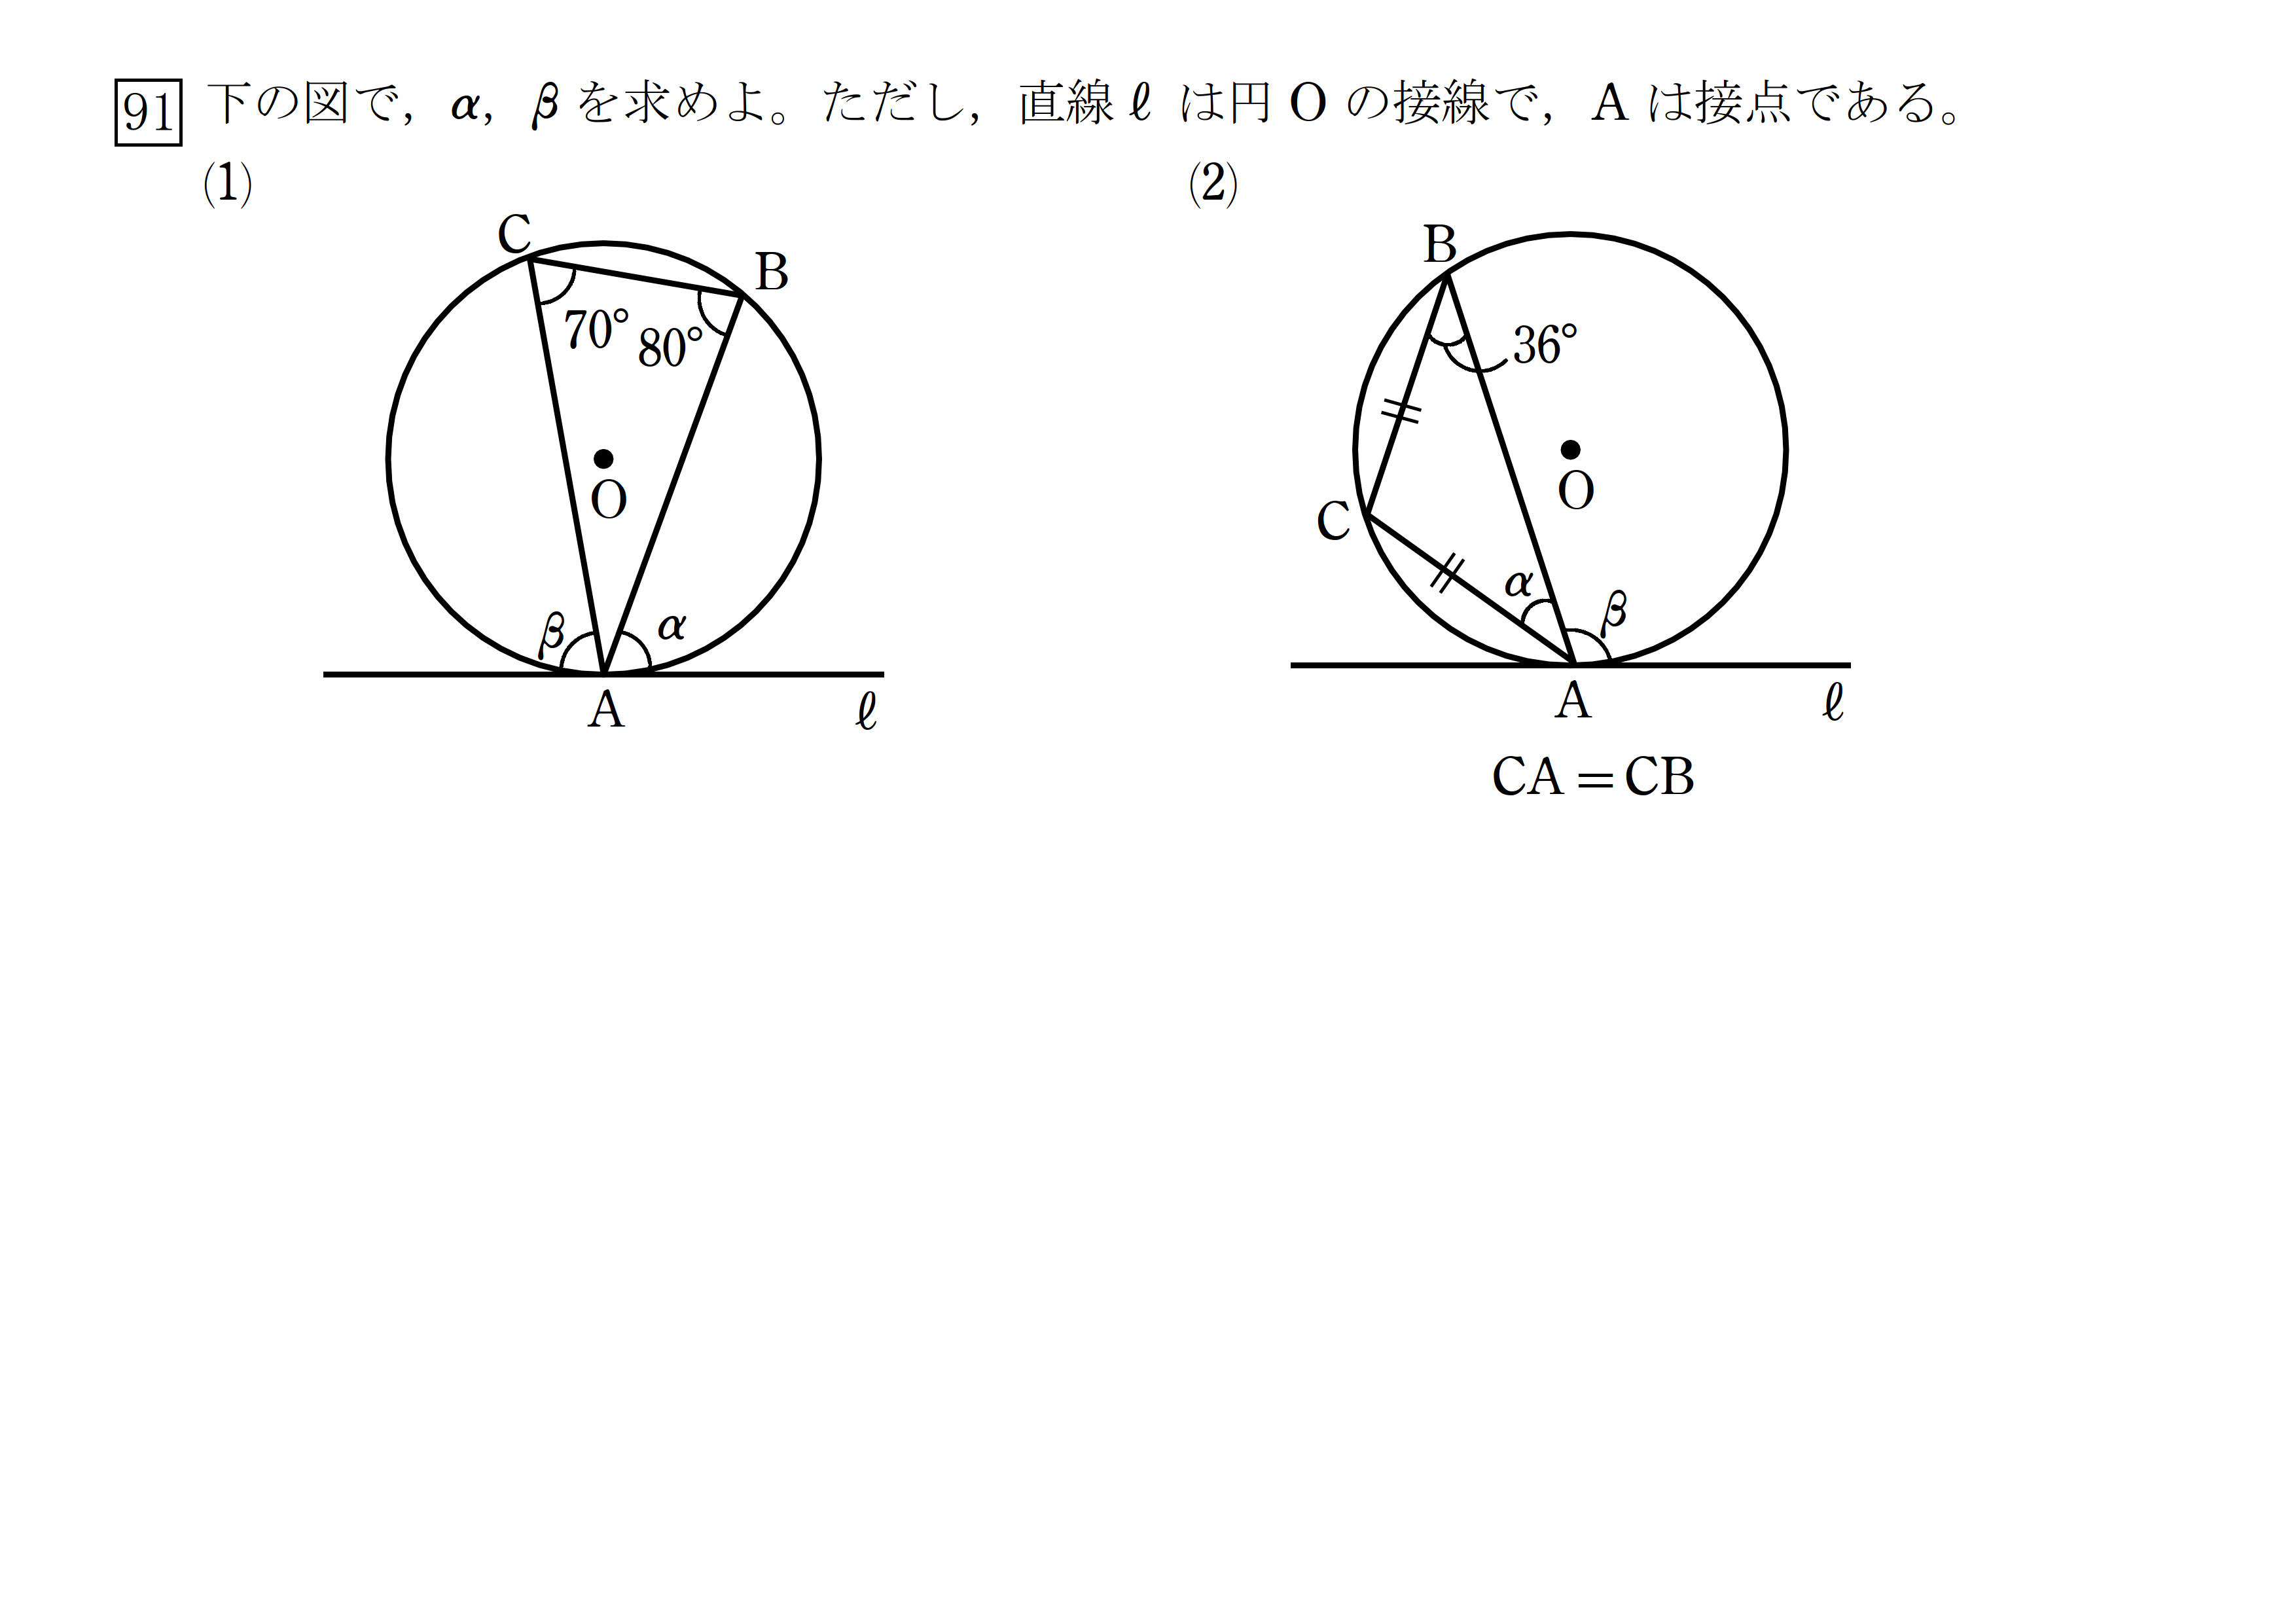 91 下の図で，α，β を求めよ。ただし，直線 ℓ は円 O の接線で，A は接点である。
(1)
C
B
70°
80°
O
β
α
A
ℓ
(2)
B
36°
O
C
α
β
A
ℓ
CA＝CB